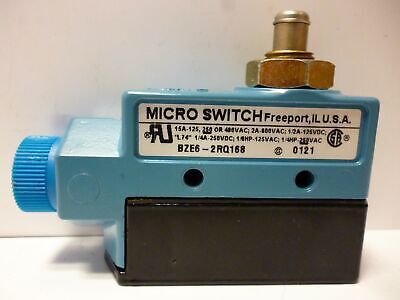 MICRO SWITCH Freeport, IL U.S.A.
15A-125, 250 OR 480VAC; 2A-600VAC; 1/2A-125VDC;
"L74" 1/4A-250VDC; 1/8HP-125VAC; 1/4HP-250VAC
BZE6-2RQ168 0121